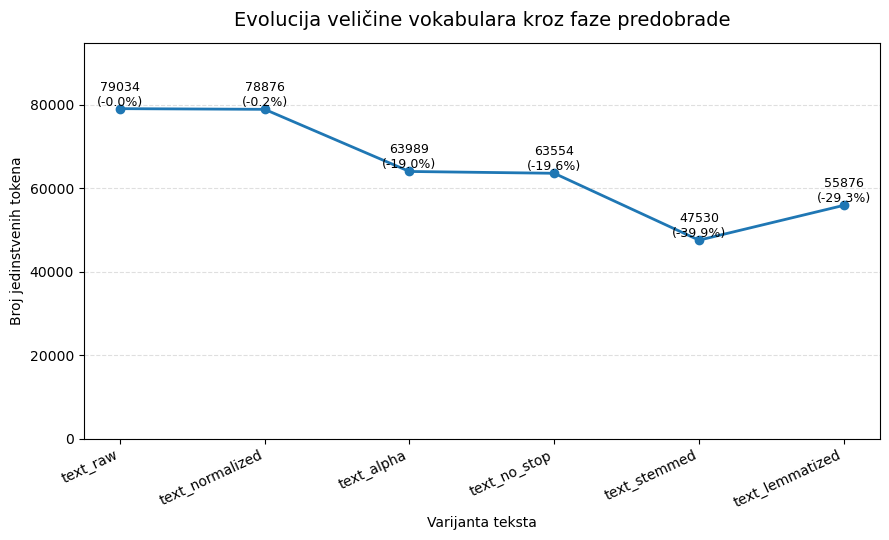 Evolucija veličine vokabulara kroz faze predobrade
Broj jedinstvenih tokena
80000
60000
40000
20000
0
79034
(-0.0%)
78876
(-0.2%)
63989
(-19.0%)
63554
(-19.6%)
47530
(-39.9%)
55876
(-29.3%)
text_raw
text_normalized
text_alpha
text_no_stop
text_stemmed
text_lemmatized
Varijanta teksta